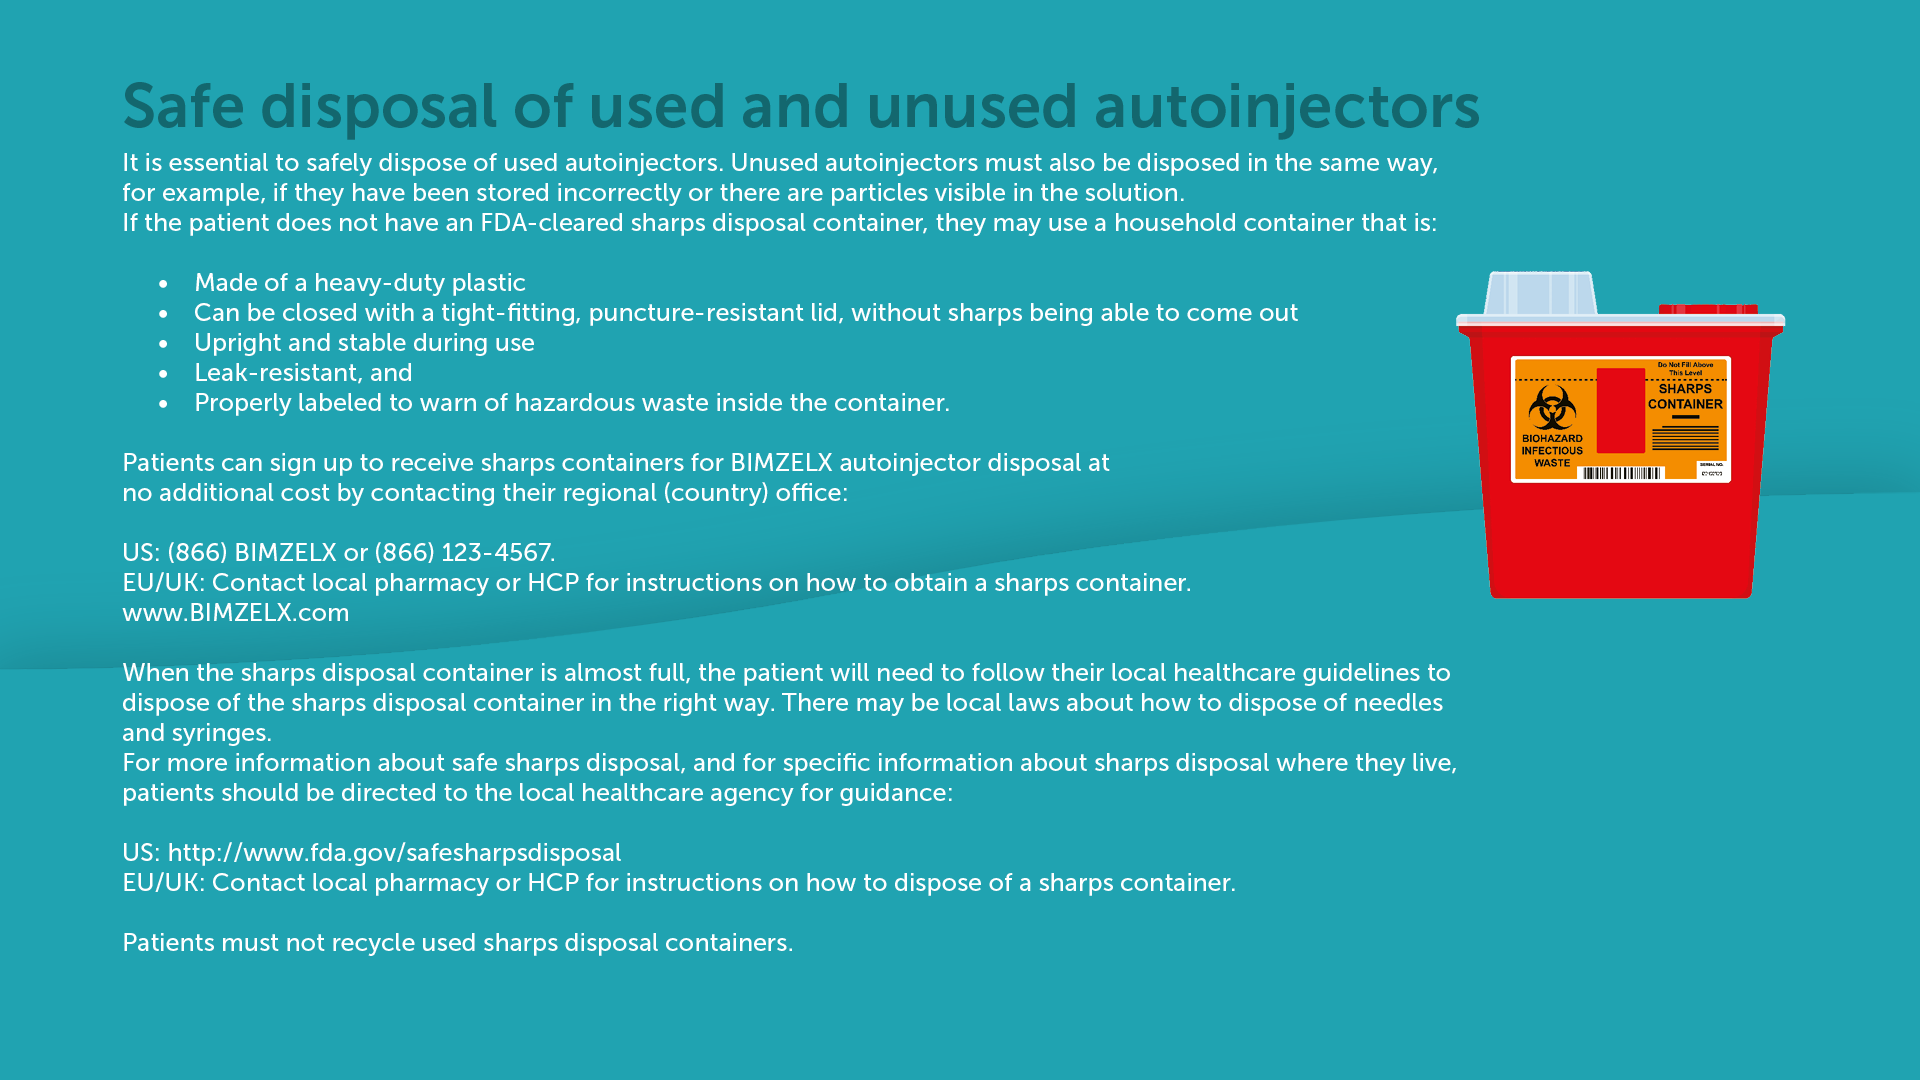 Safe disposal of used and unused autoinjectors
It is essential to safely dispose of used autoinjectors. Unused autoinjectors must also be disposed in the same way,
for example, if they have been stored incorrectly or there are particles visible in the solution.
If the patient does not have an FDA-cleared sharps disposal container, they may use a household container that is:
• Made of a heavy-duty plastic
• Can be closed with a tight-fitting, puncture-resistant lid, without sharps being able to come out
• Upright and stable during use
• Leak-resistant, and
• Properly labeled to warn of hazardous waste inside the container.
Patients can sign up to receive sharps containers for BIMZELX autoinjector disposal at
no additional cost by contacting their regional (country) office:
US: (866) BIMZELX or (866) 123-4567.
EU/UK: Contact local pharmacy or HCP for instructions on how to obtain a sharps container.
www.BIMZELX.com
When the sharps disposal container is almost full, the patient will need to follow their local healthcare guidelines to
dispose of the sharps disposal container in the right way. There may be local laws about how to dispose of needles
and syringes.
For more information about safe sharps disposal, and for specific information about sharps disposal where they live,
patients should be directed to the local healthcare agency for guidance:
US: http://www.fda.gov/safesharpsdisposal
EU/UK: Contact local pharmacy or HCP for instructions on how to dispose of a sharps container.
Patients must not recycle used sharps disposal containers.
Do Not Fill Above
This Level
SHARPS
CONTAINER
BIOHAZARD
INFECTIOUS
WASTE
SERIAL NO.